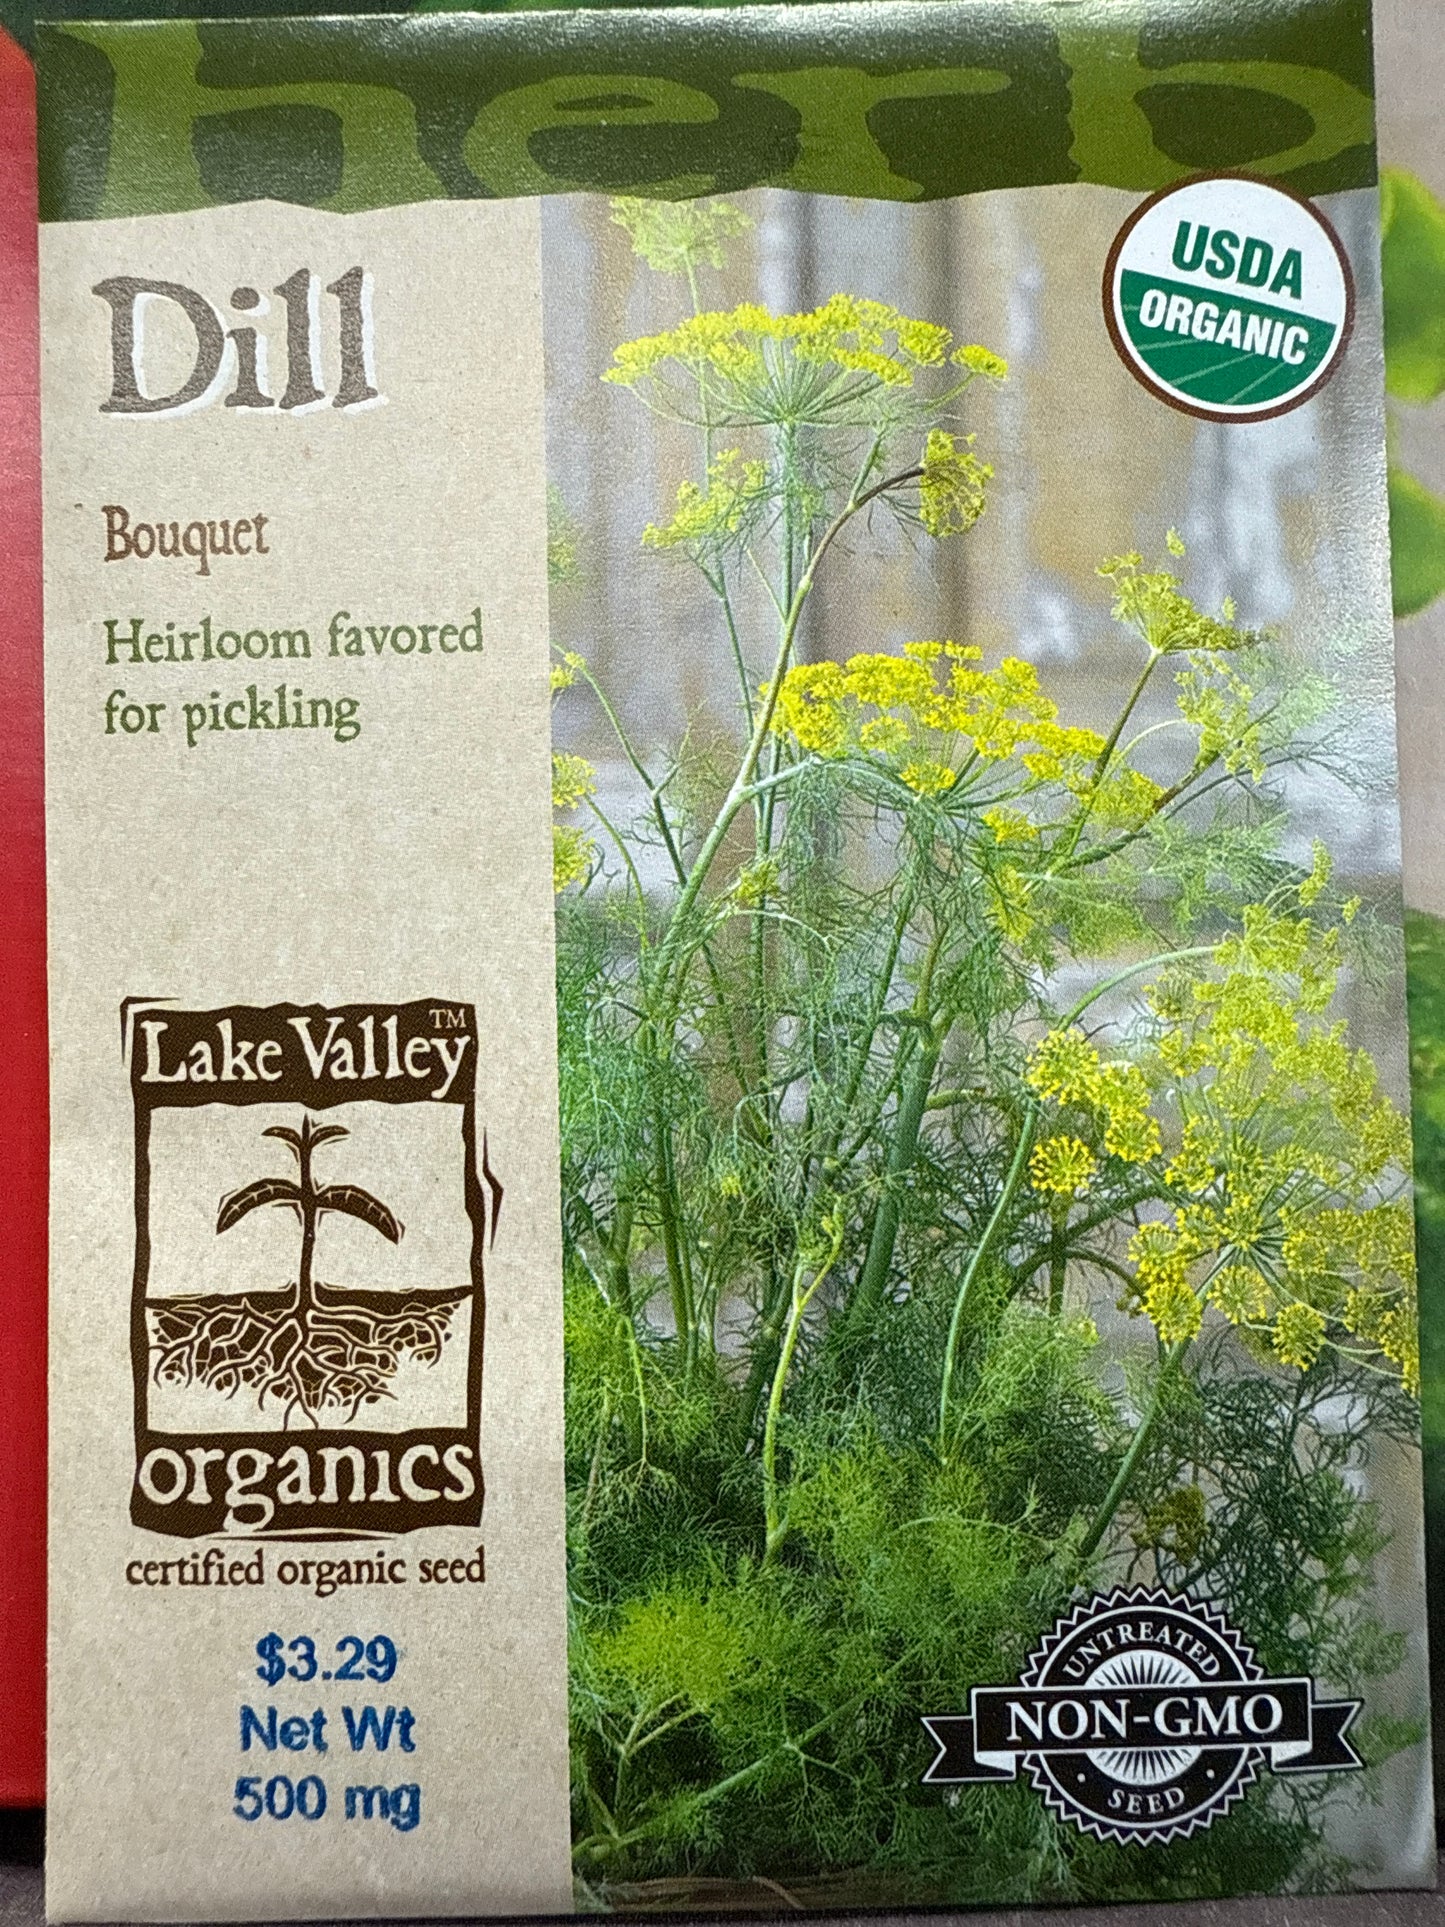 herb
Dill
USDA
ORGANIC
Bouquet
Heirloom favored
for pickling
Lake Valley™
organics
certified organic seed
$3.29
Net Wt
500 mg
UNTREATED
NON-GMO
SEED